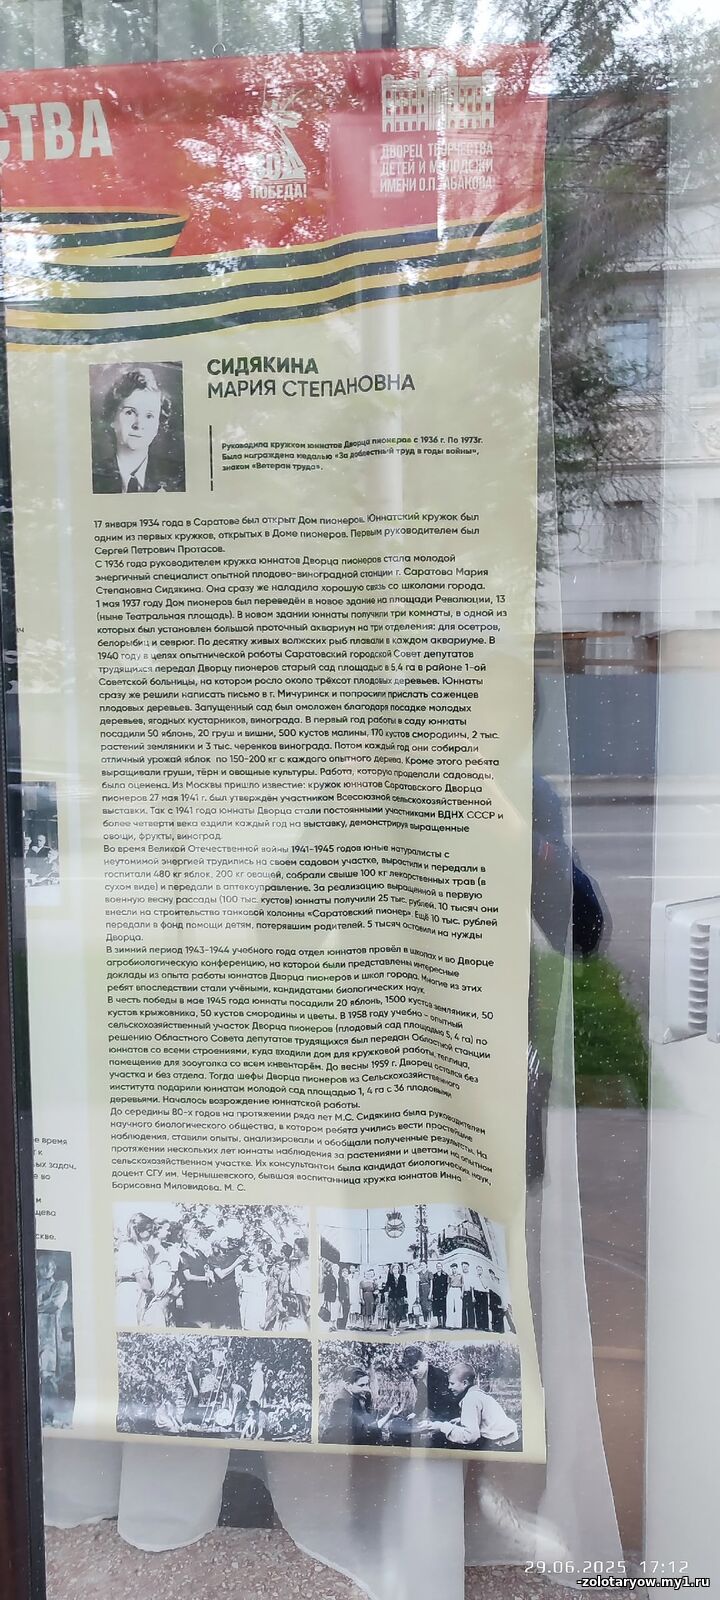 СТВА
ПОБЕДА!
ДВОРЕЦ ТВОРЧЕСТВА
ДЕТЕЙ И МОЛОДЕЖИ
ИМЕНИ О.П. ТАБАКОВА
СИДЯКИНА
МАРИЯ СТЕПАНОВНА
Руководила кружком юннатов Дворца пионеров с 1936 г. По 1973г.
Была награждена медалью «За доблестный труд в годы войны»,
знаком «Ветеран труда».
17 января 1934 года в Саратове был открыт Дом пионеров. Юннатский кружок был
одним из первых кружков, открытых в Доме пионеров. Первым руководителем был
Сергей Петрович Протасов.
С 1936 года руководителем кружка юннатов Дворца пионеров стала молодой
энергичный специалист опытной плодово-виноградной станции г. Саратова Мария
Степановна Сидякина. Она сразу же наладила хорошую связь со школами города.
1 мая 1937 году Дом пионеров был переведён в новое здание на площади Революции, 13
(ныне Театральная площадь). В новом здании юннаты получили три комнаты, в одной из
которых был установлен большой проточный аквариум на три отделения: для осетров,
белорыбиц и севрюг. По десятку живых волжских рыб плавали в каждом аквариуме. В
1940 году в целях опытнической работы Саратовский городской Совет депутатов
трудящихся передал Дворцу пионеров старый сад площадью в 5,4 га в районе 1-ой
Советской больницы, на котором росло около трёхсот плодовых деревьев. Юннаты
сразу же решили написать письмо в г. Мичуринск и попросили прислать саженцев
плодовых деревьев. Запущенный сад был омоложен благодаря посадке молодых
деревьев, ягодных кустарников, винограда. В первый год работы в саду юннаты
посадили 50 яблонь, 20 груш и вишни, 500 кустов малины, 170 кустов смородины, 2 тыс.
растений земляники и 3 тыс. черенков винограда. Потом каждый год они собирали
отличный урожай яблок по 150-200 кг с каждого опытного дерева. Кроме этого ребята
выращивали груши, тёрн и овощные культуры. Работа, которую проделали садоводы,
была оценена. Из Москвы пришло известие: кружок юннатов Саратовского Дворца
пионеров 27 мая 1941 г. был утверждён участником Всесоюзной сельскохозяйственной
выставки. Так с 1941 года юннаты Дворца стали постоянными участниками ВДНХ СССР и
более четверти века ездили каждый год на выставку, демонстрируя выращенные
овощи, фрукты, виноград.
Во время Великой Отечественной войны 1941-1945 годов юные натуралисты с
неутомимой энергией трудились на своем садовом участке, вырастили и передали в
госпитали 480 кг яблок, 200 кг овощей, собрали свыше 100 кг лекарственных трав (в
сухом виде) и передали в аптекоуправление. За реализацию выращенной в первую
военную весну рассады (100 тыс. кустов) юннаты получили 25 тыс. рублей. 10 тысяч они
внесли на строительство танковой колонны «Саратовский пионер» Ещё 10 тыс. рублей
передали в фонд помощи детям, потерявшим родителей. 5 тысяч оставили на нужды
Дворца.
В зимний период 1943-1944 учебного года отдел юннатов провёл в школах и во Дворце
агробиологическую конференцию, на которой были представлены интересные
доклады из опыта работы юннатов Дворца пионеров и школ города. Многие из этих
ребят впоследствии стали учёными, кандидатами биологических наук.
В честь победы в мае 1945 года юннаты посадили 20 яблонь, 1500 кустов земляники, 50
кустов крыжовника, 50 кустов смородины и цветы. В 1958 году учебно - опытный
сельскохозяйственный участок Дворца пионеров (плодовый сад площадью 5,4 га) по
решению Областного Совета депутатов трудящихся был передан Областной станции
юннатов со всеми строениями, куда входили дом для кружковой работы, теплица,
помещение для зооуголка со всем инвентарём. До весны 1959 г. Дворец остался без
участка и без отдела. Тогда шефы Дворца пионеров из Сельскохозяйственного
института подарили юннатам молодой сад площадью 1, 4 га с 36 плодовыми
деревьями. Началось возрождение юннатской работы.
До середины 80-х годов на протяжении ряда лет М.С. Сидякина была руководителем
научного биологического общества, в котором ребята учились вести простейшие
наблюдения, ставили опыты, анализировали и обобщали полученные результаты. На
протяжении нескольких лет юннаты наблюдения за растениями и цветами на опытном
сельскохозяйственном участке. Их консультантом была кандидат биологических наук,
доцент СГУ им. Чернышевского, бывшая воспитанница кружка юннатов Инна
Борисовна Миловидова. М. С.
е время
г к
ых задач.
е во
м
щева
скве.
29.06.2025 17:12
-zolotaryow.my1.ru